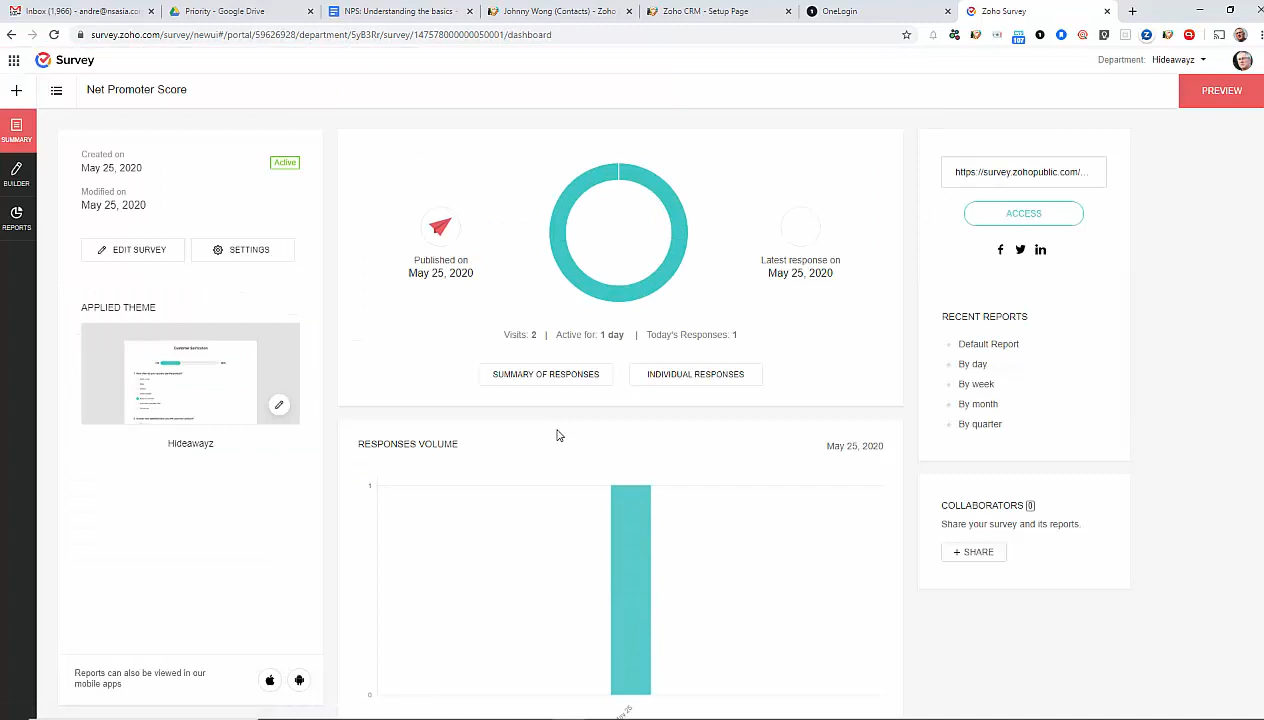 Inbox (1,966) - andre@nsasia.co
Priority - Google Drive
NPS: Understanding the basics -
Johnny Wong (Contacts) - Zoho
Zoho CRM - Setup Page
OneLogin
Zoho Survey
survey.zoho.com/survey/newui#/portal/59626928/department/5yB3Rr/survey/147578000000050001/dashboard
107
Survey
Department: Hideawayz
Net Promoter Score
PREVIEW
SUMMARY
BUILDER
REPORTS
Created on
May 25, 2020
Active
Modified on
May 25, 2020
EDIT SURVEY
SETTINGS
APPLIED THEME
Customer Satisfaction
Hideawayz
Reports can also be viewed in our
mobile apps
Published on
May 25, 2020
Latest response on
May 25, 2020
Visits: 2 | Active for: 1 day | Today's Responses: 1
SUMMARY OF RESPONSES
INDIVIDUAL RESPONSES
RESPONSES VOLUME
May 25, 2020
1
0
May 25
https://survey.zohopublic.com/...
ACCESS
RECENT REPORTS
Default Report
By day
By week
By month
By quarter
COLLABORATORS 0
Share your survey and its reports.
+ SHARE